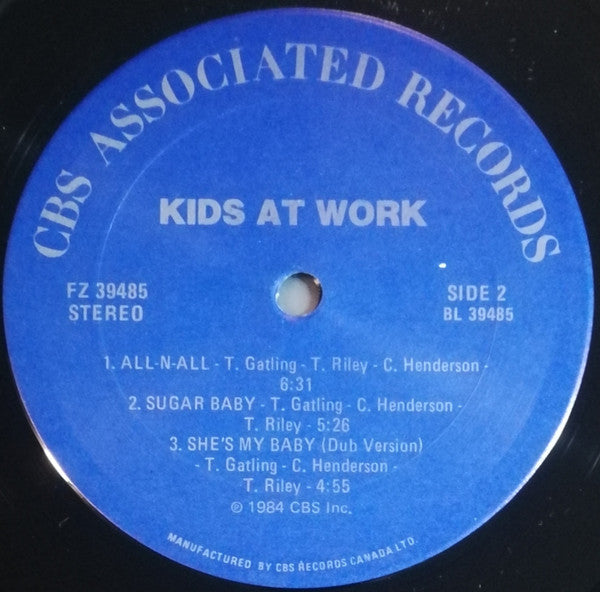 CBS ASSOCIATED RECORDS
KIDS AT WORK
FZ 39485
STEREO
SIDE 2
BL 39485
1. ALL-N-ALL - T. Gatling - T. Riley - C. Henderson -
6:31
2. SUGAR BABY - T. Gatling - C. Henderson -
T. Riley - 5:26
3. SHE'S MY BABY (Dub Version)
- T. Gatling - C. Henderson -
T. Riley - 4:55
℗ 1984 CBS Inc.
MANUFACTURED BY CBS RECORDS CANADA LTD.